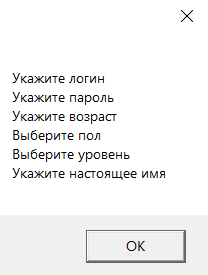 Укажите логин
Укажите пароль
Укажите возраст
Выберите пол
Выберите уровень
Укажите настоящее имя
OK